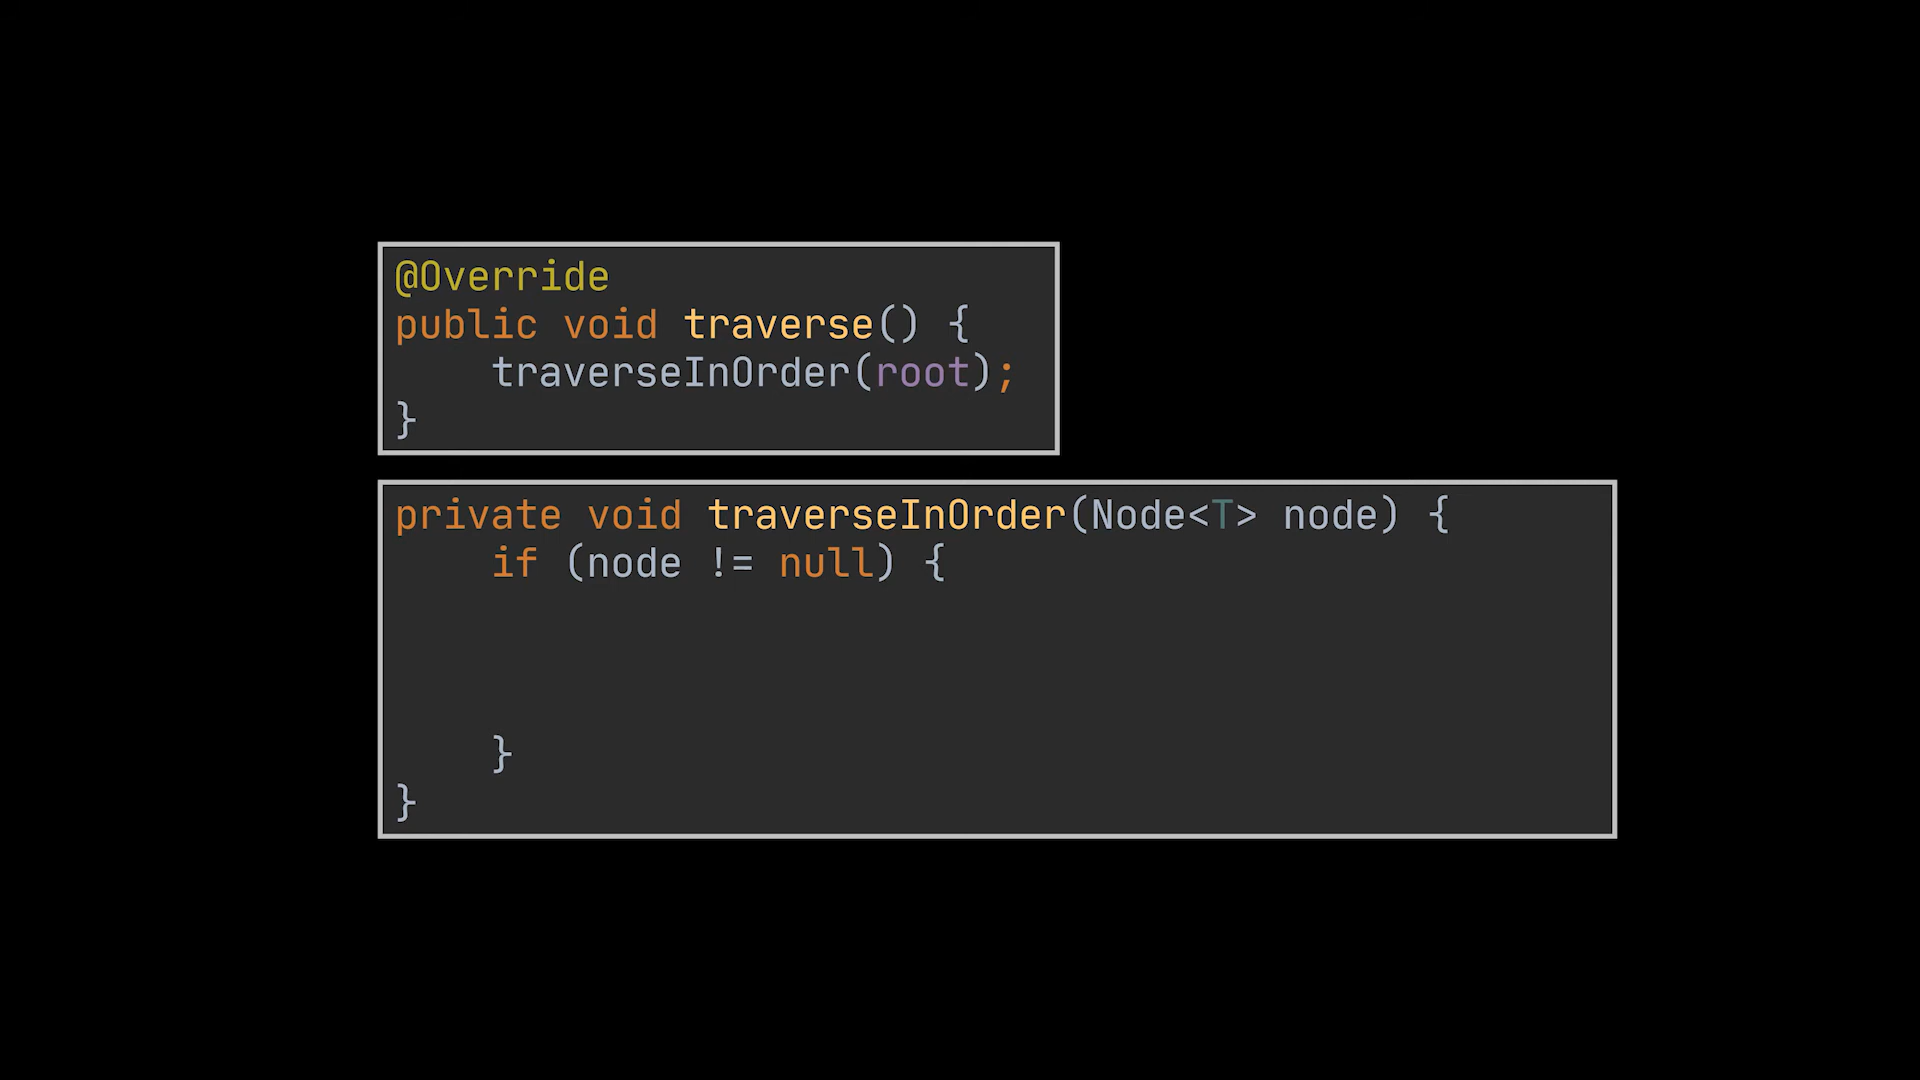 @Override
public void traverse() {
    traverseInOrder(root);
}
private void traverseInOrder(Node<T> node) {
    if (node != null) {
    }
}